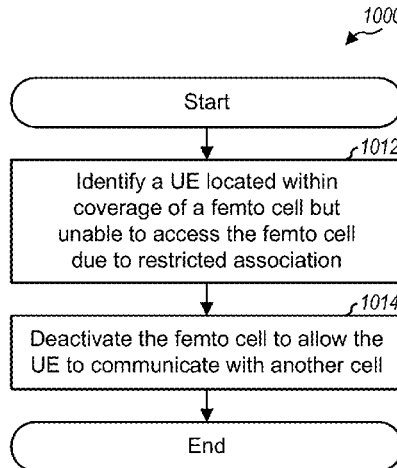 1000
Start
1012
Identify a UE located within
coverage of a femto cell but
unable to access the femto cell
due to restricted association
1014
Deactivate the femto cell to allow the
UE to communicate with another cell
End